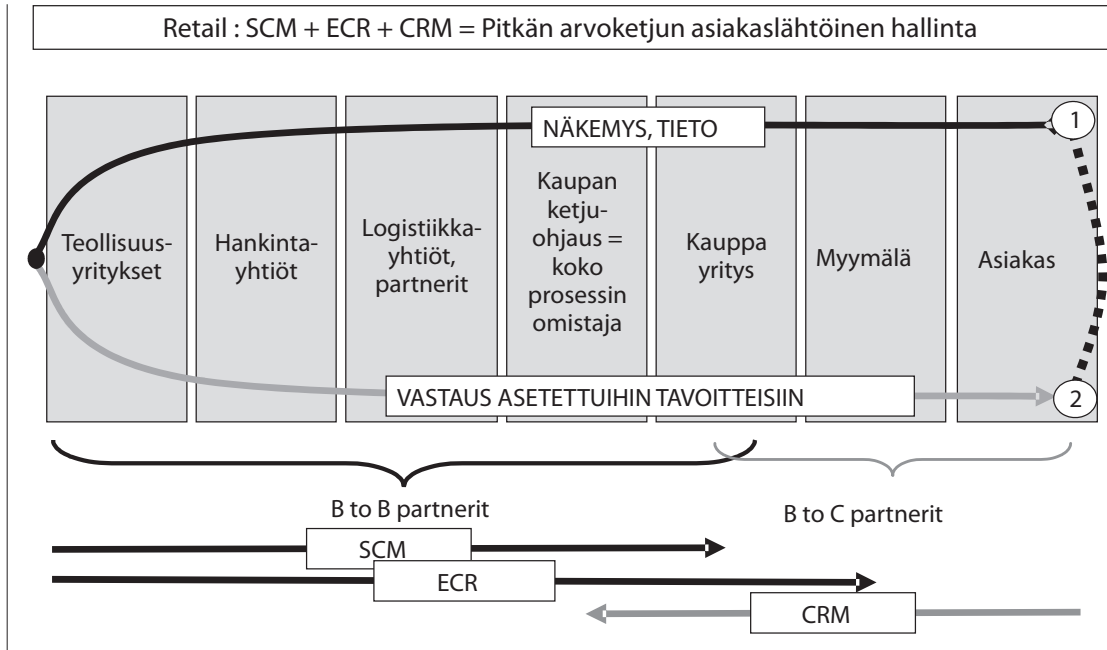 Retail : SCM + ECR + CRM = Pitkän arvoketjun asiakaslähtöinen hallinta
NÄKEMYS, TIETO
1
Teollisuus-
yritykset
Hankinta-
yhtiöt
Logistiikka-
yhtiöt,
partnerit
Kaupan
ketju-
ohjaus =
koko
prosessin
omistaja
Kauppa
yritys
Myymälä
Asiakas
VASTAUS ASETETTUIHIN TAVOITTEISIIN
2
B to B partnerit
B to C partnerit
SCM
ECR
CRM